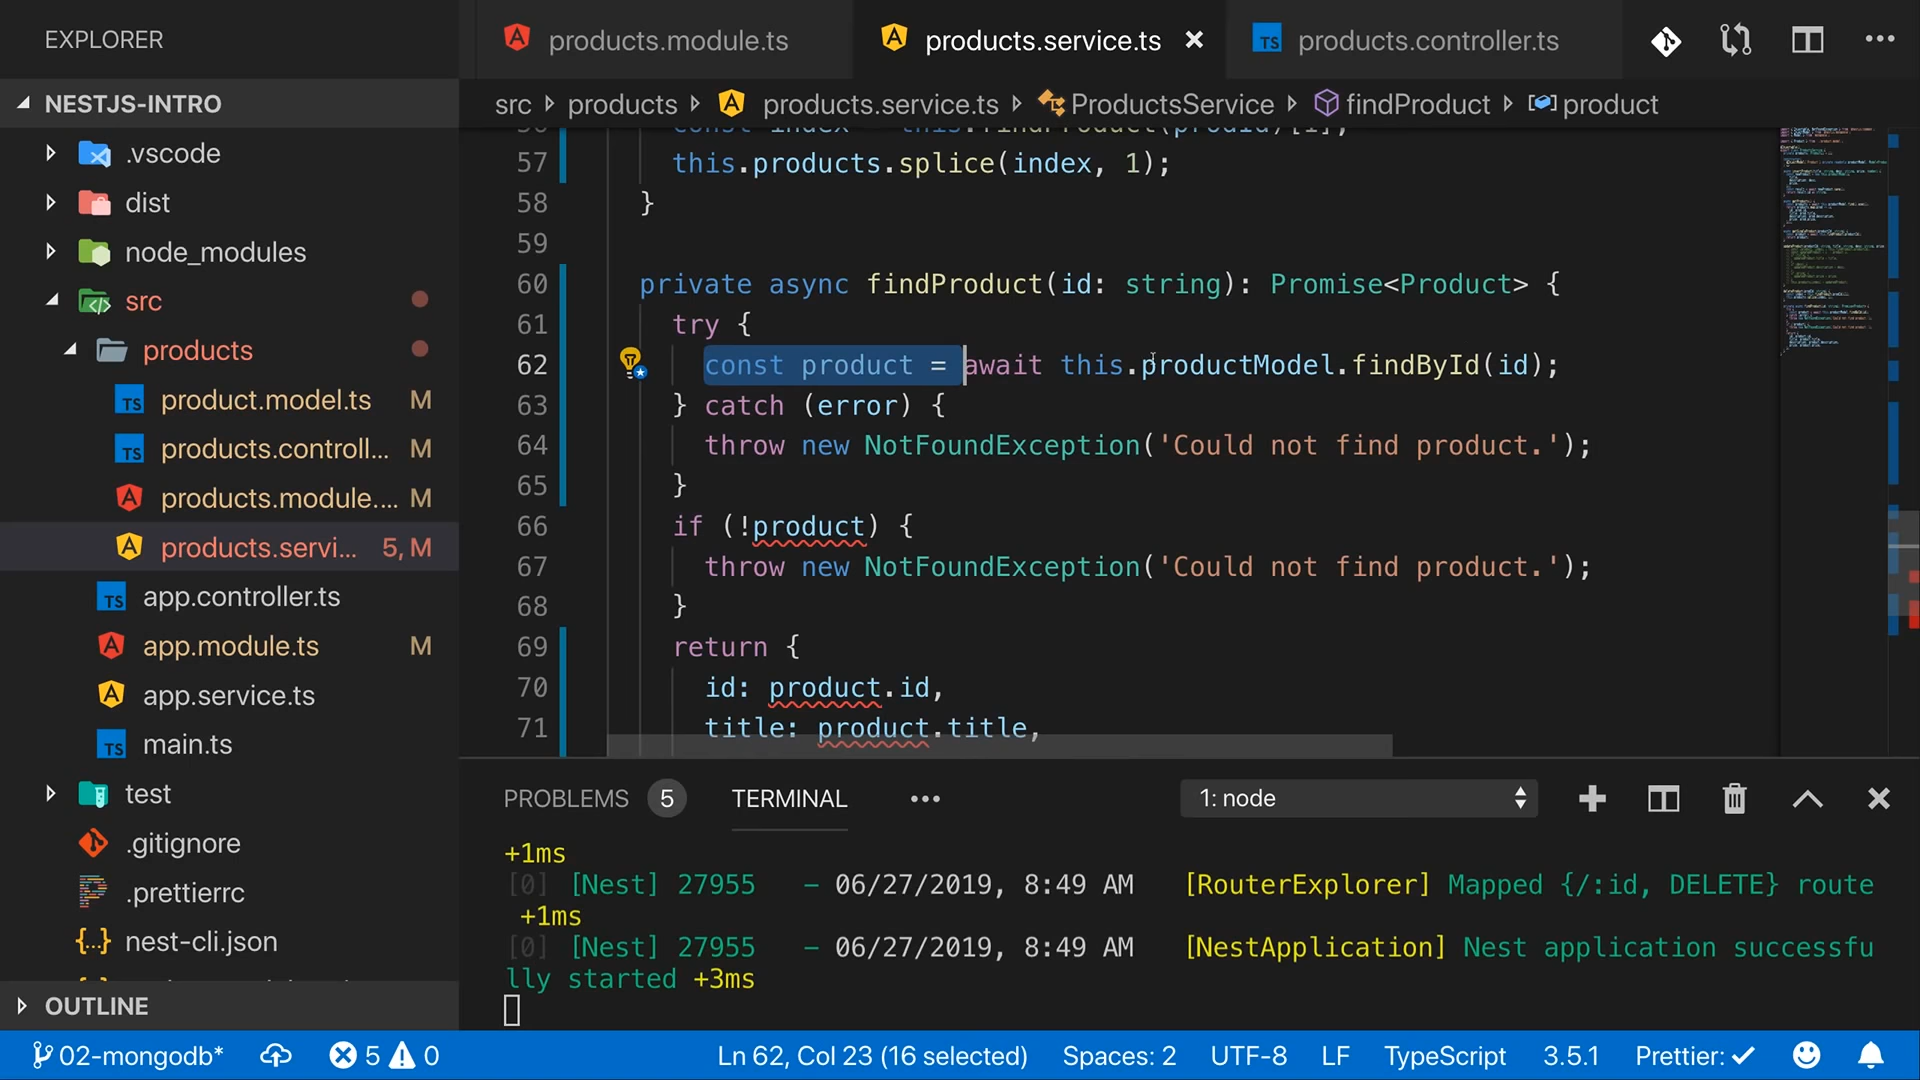 EXPLORER
products.module.ts
products.service.ts
TS products.controller.ts
NESTJS-INTRO
src products products.service.ts ProductsService findProduct product
.vscode
dist
node_modules
src
products
TS product.model.ts M
TS products.controll... M
products.module.... M
products.servi... 5, M
TS app.controller.ts
app.module.ts M
app.service.ts
TS main.ts
test
.gitignore
.prettierrc
{..} nest-cli.json
OUTLINE
57 this.products.splice(index, 1);
58 }
59
60 private async findProduct(id: string): Promise<Product> {
61 try {
62 const product = await this.productModel.findById(id);
63 } catch (error) {
64 throw new NotFoundException('Could not find product.');
65 }
66 if (!product) {
67 throw new NotFoundException('Could not find product.');
68 }
69 return {
70 id: product.id,
71 title: product.title,
PROBLEMS 5 TERMINAL 1: node
+1ms
[0] [Nest] 27955 - 06/27/2019, 8:49 AM [RouterExplorer] Mapped {/:id, DELETE} route
+1ms
[0] [Nest] 27955 - 06/27/2019, 8:49 AM [NestApplication] Nest application successfu
lly started +3ms
02-mongodb* 5 0 Ln 62, Col 23 (16 selected) Spaces: 2 UTF-8 LF TypeScript 3.5.1 Prettier: ✓